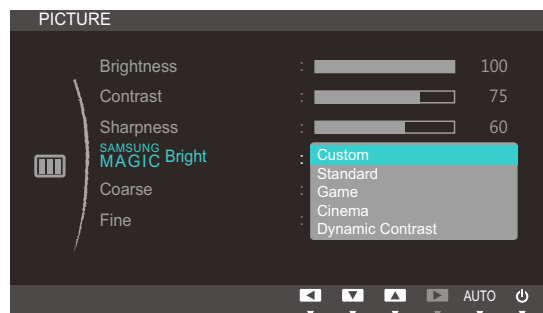 PICTURE
Brightness : 100
Contrast : 75
Sharpness : 60
SAMSUNG
MAGIC Bright : Custom
Standard
Coarse : Game
Cinema
Fine : Dynamic Contrast
AUTO